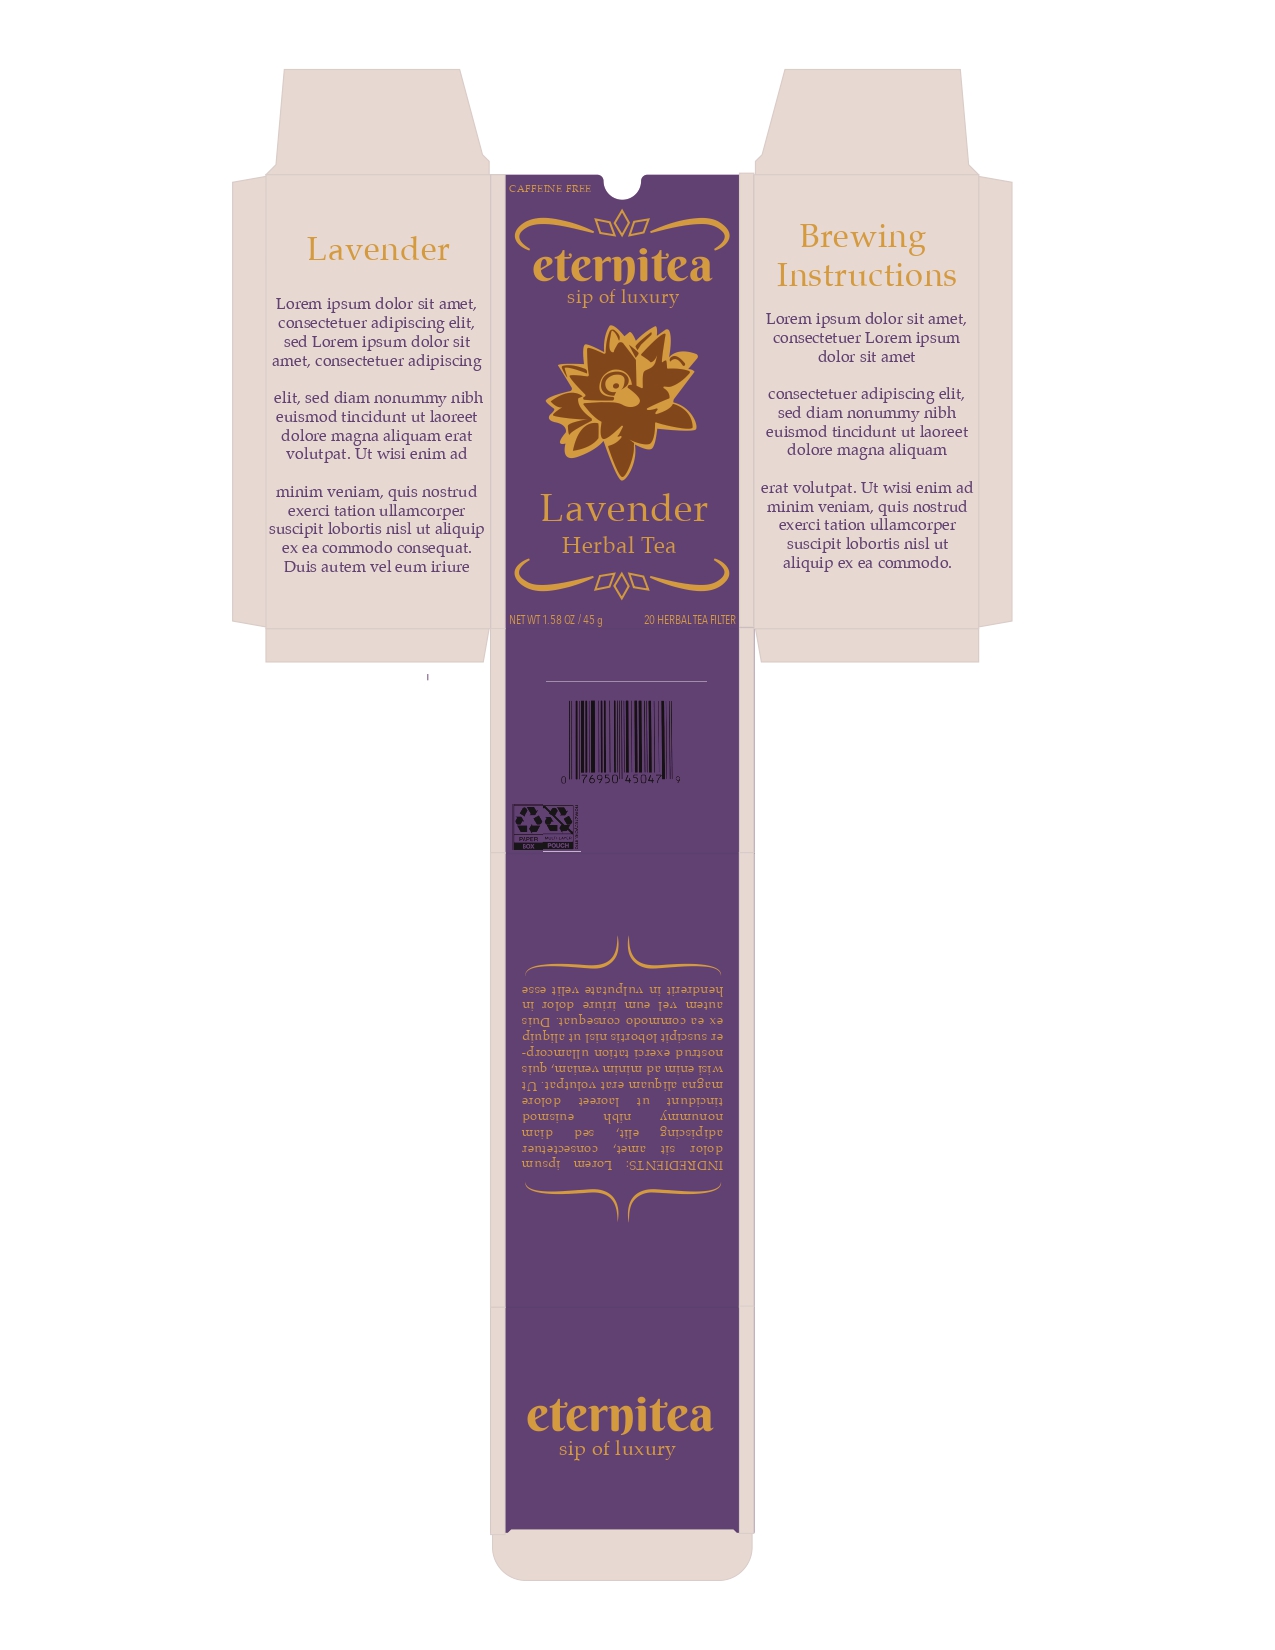 Lavender
Lorem ipsum dolor sit amet,
consectetuer adipiscing elit,
sed Lorem ipsum dolor sit
amet, consectetuer adipiscing
elit, sed diam nonummy nibh
euismod tincidunt ut laoreet
dolore magna aliquam erat
volutpat. Ut wisi enim ad
minim veniam, quis nostrud
exerci tation ullamcorper
suscipit lobortis nisl ut aliquip
ex ea commodo consequat.
Duis autem vel eum iriure
CAFFEINE FREE
eternitea
sip of luxury
Lavender
Herbal Tea
NET WT 1.58 OZ / 45 g
20 HERBAL TEA FILTER
Brewing
Instructions
Lorem ipsum dolor sit amet,
consectetuer Lorem ipsum
dolor sit amet
consectetuer adipiscing elit,
sed diam nonummy nibh
euismod tincidunt ut laoreet
dolore magna aliquam
erat volutpat. Ut wisi enim ad
minim veniam, quis nostrud
exerci tation ullamcorper
suscipit lobortis nisl ut
aliquip ex ea commodo.
0 76950 45047 9
PAPER
BOX
POUCH
INDREDIENTS: Lorem ipsum
dolor sit amet, consectetuer
adipiscing elit, sed diam
nonummy nibh euismod
tincidunt ut laoreet dolore
magna aliquam erat volutpat. Ut
wisi enim ad minim veniam, quis
nostrud exerci tation ullamcorp-
er suscipit lobortis nisl ut aliquip
ex ea commodo consequat. Duis
autem vel eum iriure dolor in
hendrerit in vulputate velit esse
eternitea
sip of luxury